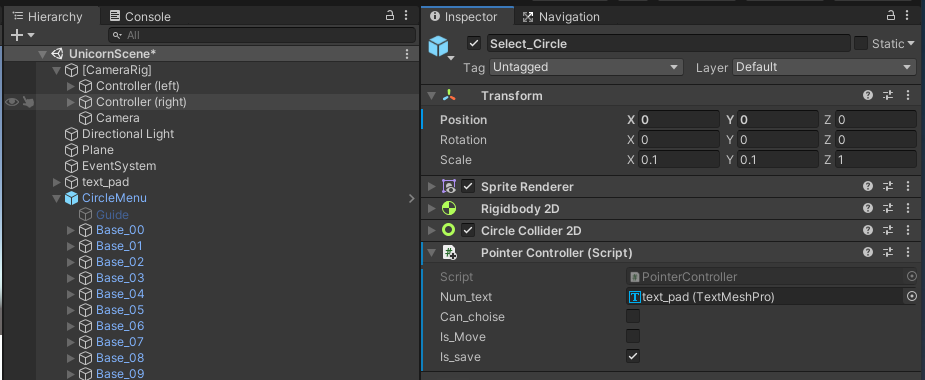 Hierarchy
Console
All
UnicornScene*
[CameraRig]
Controller (left)
Controller (right)
Camera
Directional Light
Plane
EventSystem
text_pad
CircleMenu
Guide
Base_00
Base_01
Base_02
Base_03
Base_04
Base_05
Base_06
Base_07
Base_08
Base_09
Inspector
Navigation
Select_Circle
Static
Tag Untagged
Layer Default
Transform
Position X 0 Y 0 Z 0
Rotation X 0 Y 0 Z 0
Scale X 0.1 Y 0.1 Z 1
Sprite Renderer
Rigidbody 2D
Circle Collider 2D
Pointer Controller (Script)
Script PointerController
Num_text text_pad (TextMeshPro)
Can_choise
Is_Move
Is_save